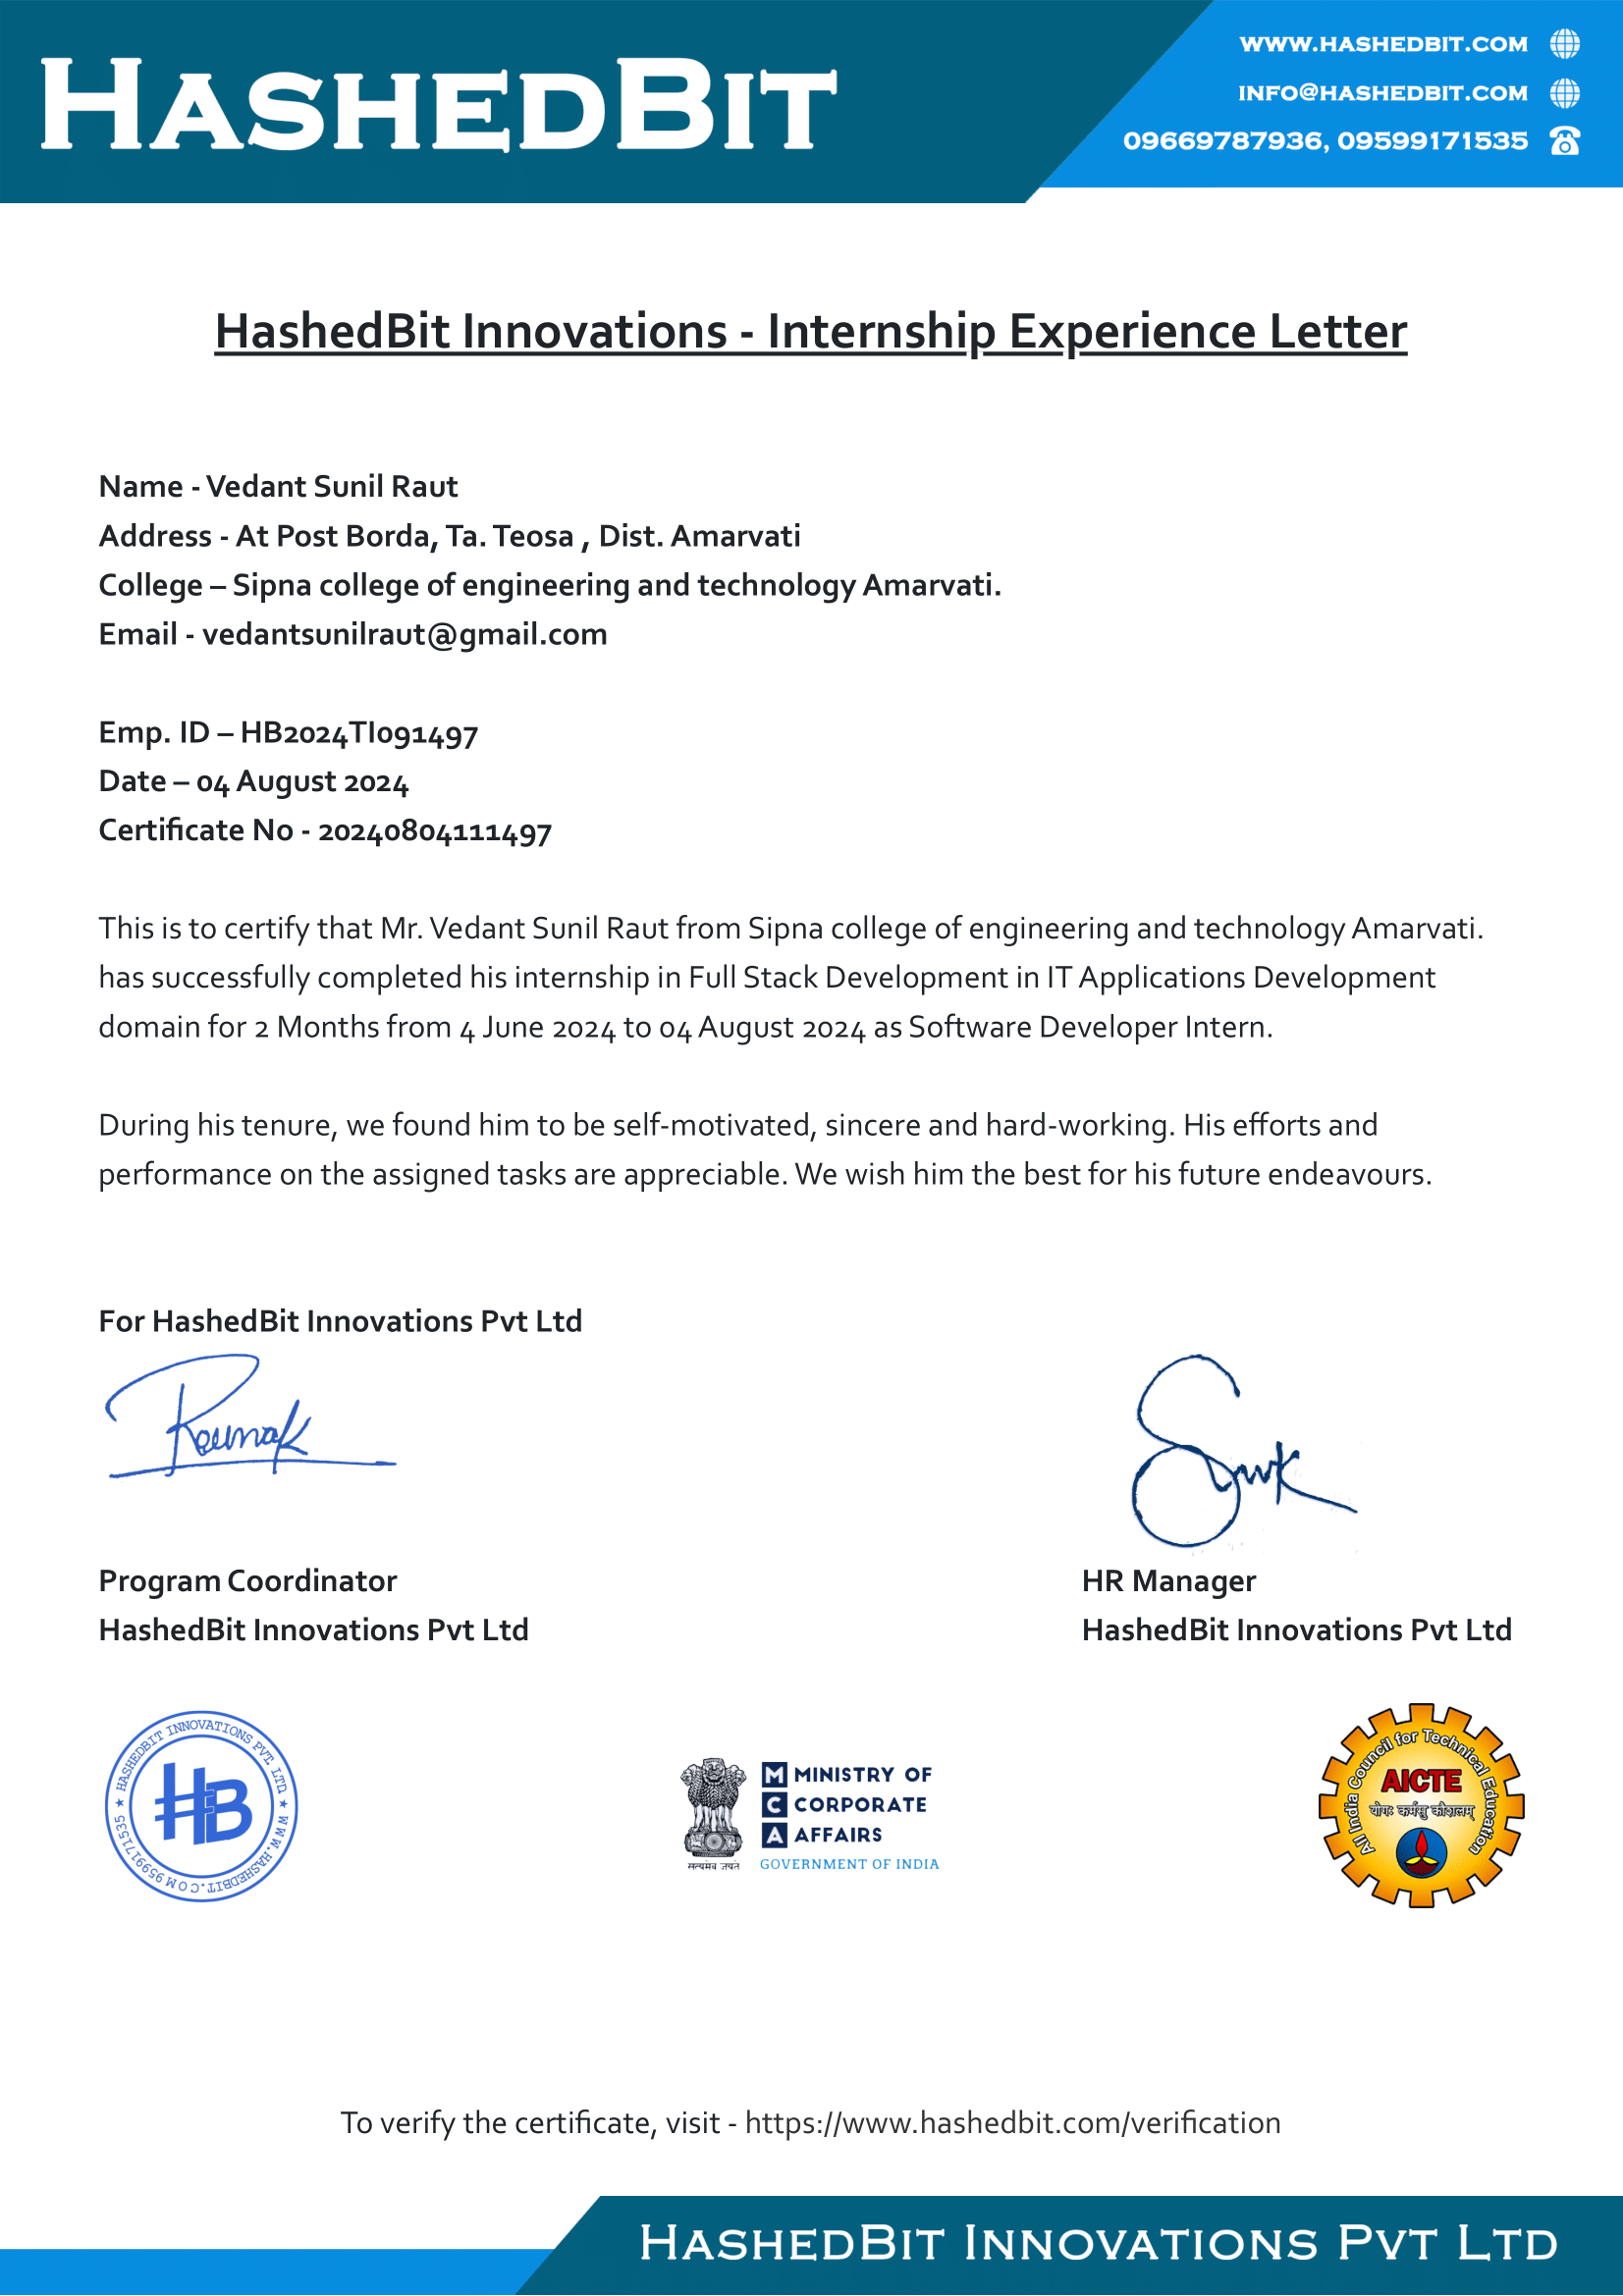 HASHEDBIT
WWW.HASHEDBIT.COM
INFO@HASHEDBIT.COM
09669787936, 09599171535
HashedBit Innovations - Internship Experience Letter
Name - Vedant Sunil Raut
Address - At Post Borda, Ta. Teosa , Dist. Amarvati
College – Sipna college of engineering and technology Amarvati.
Email - vedantsunilraut@gmail.com
Emp. ID – HB2024TI091497
Date – 04 August 2024
Certificate No - 20240804111497
This is to certify that Mr. Vedant Sunil Raut from Sipna college of engineering and technology Amarvati.
has successfully completed his internship in Full Stack Development in IT Applications Development
domain for 2 Months from 4 June 2024 to 04 August 2024 as Software Developer Intern.
During his tenure, we found him to be self-motivated, sincere and hard-working. His efforts and
performance on the assigned tasks are appreciable. We wish him the best for his future endeavours.
For HashedBit Innovations Pvt Ltd
Raunak
Program Coordinator
HR Manager
HashedBit Innovations Pvt Ltd
HashedBit Innovations Pvt Ltd
★ HASHEDBIT INNOVATIONS PVT. LTD ★ WWW.HASHEDBIT.COM 9599171535
HB
सत्यमेव जयते
M MINISTRY OF
C CORPORATE
A AFFAIRS
GOVERNMENT OF INDIA
All India Council for Technical Education
AICTE
योगः कर्मसु कौशलम्
To verify the certificate, visit - https://www.hashedbit.com/verification
HASHEDBIT INNOVATIONS PVT LTD